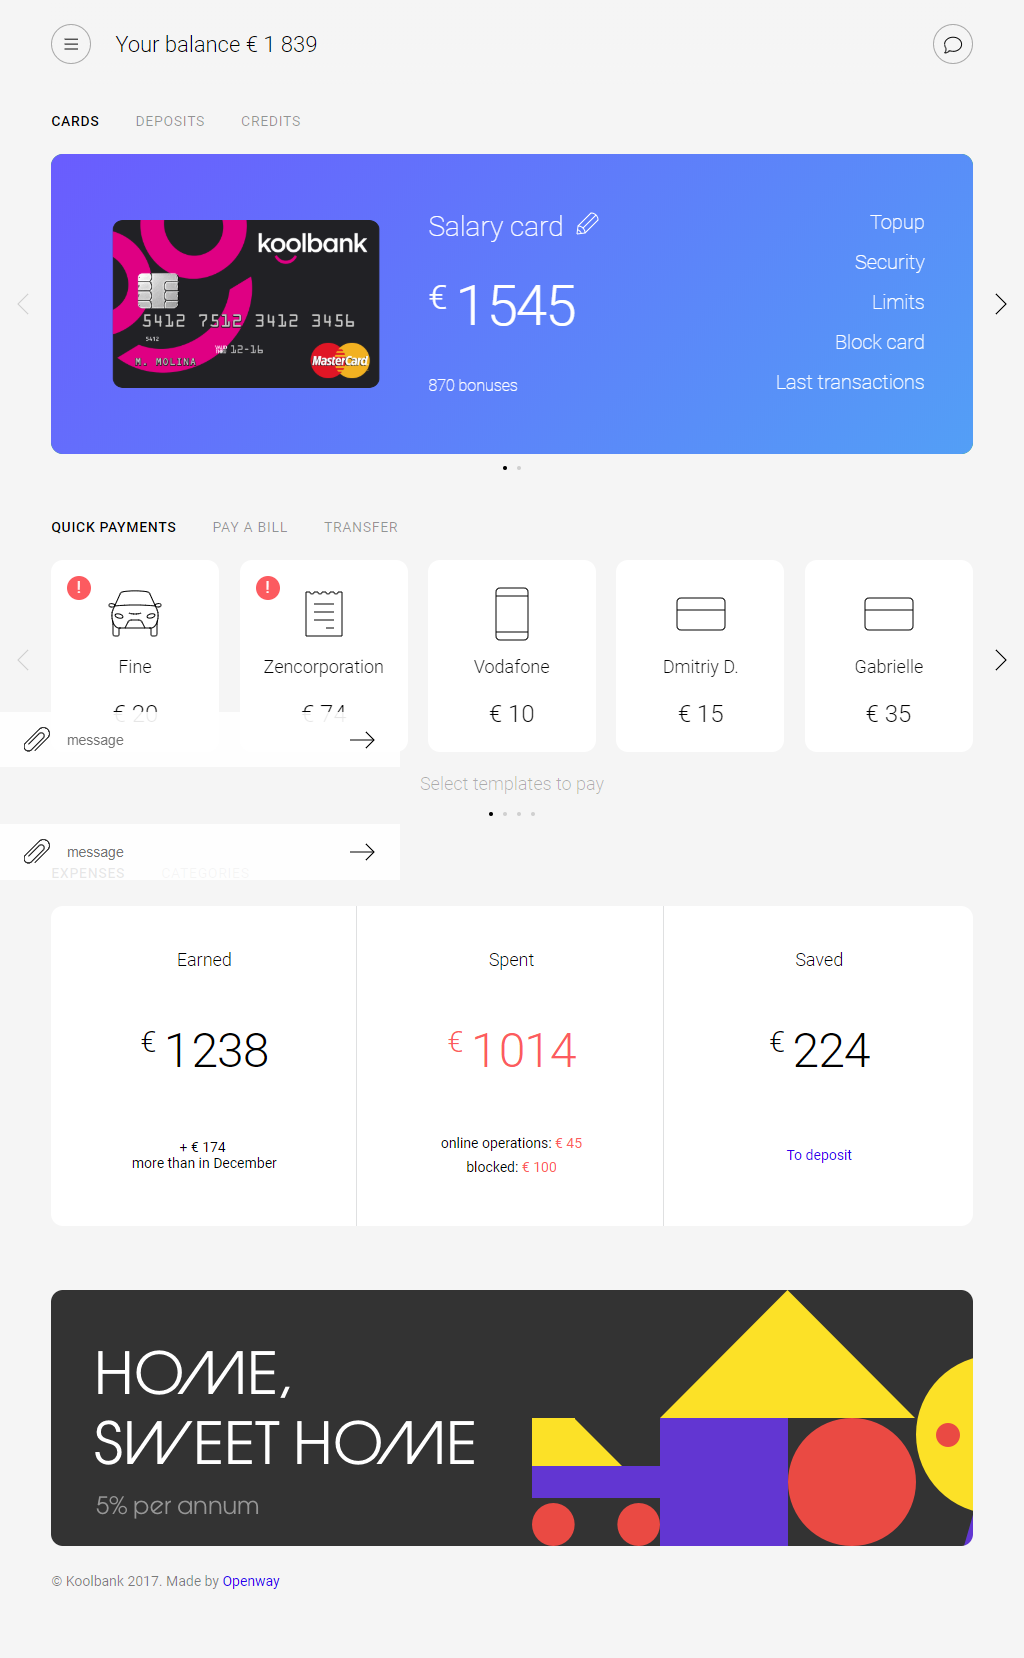 Your balance € 1 839
CARDS
DEPOSITS
CREDITS
koolbank
5412 7512 3412 3456
5412
12-16
M. MOLINA
MasterCard
Salary card
€ 1545
870 bonuses
Topup
Security
Limits
Block card
Last transactions
QUICK PAYMENTS
PAY A BILL
TRANSFER
!
Fine
€ 20
!
Zencorporation
€ 74
Vodafone
€ 10
Dmitriy D.
€ 15
Gabrielle
€ 35
message
Select templates to pay
message
EXPENSES
CATEGORIES
Earned
€ 1238
+ € 174
more than in December
Spent
€ 1014
online operations: € 45
blocked: € 100
Saved
€ 224
To deposit
HOME,
SWEET HOME
5% per annum
© Koolbank 2017. Made by Openway